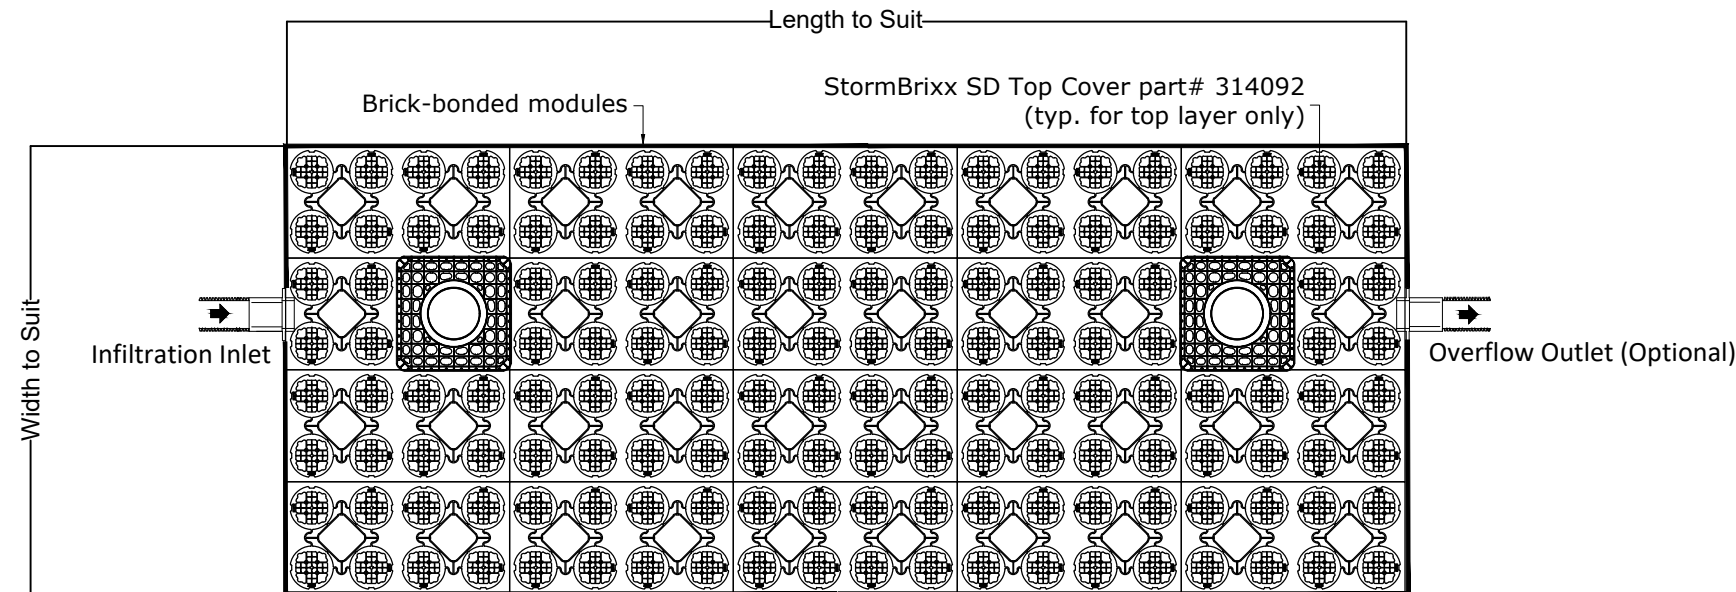 Length to Suit
StormBrixx SD Top Cover part# 314092
(typ. for top layer only)
Brick-bonded modules
Width to Suit
Infiltration Inlet
Overflow Outlet (Optional)